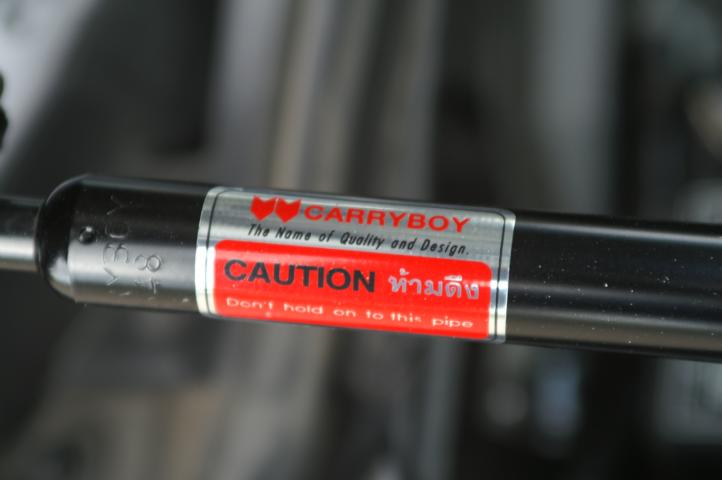 CARRYBOY
The Name of Quality and Design.
CAUTION ห้ามดึง
Don't hold on to this pipe